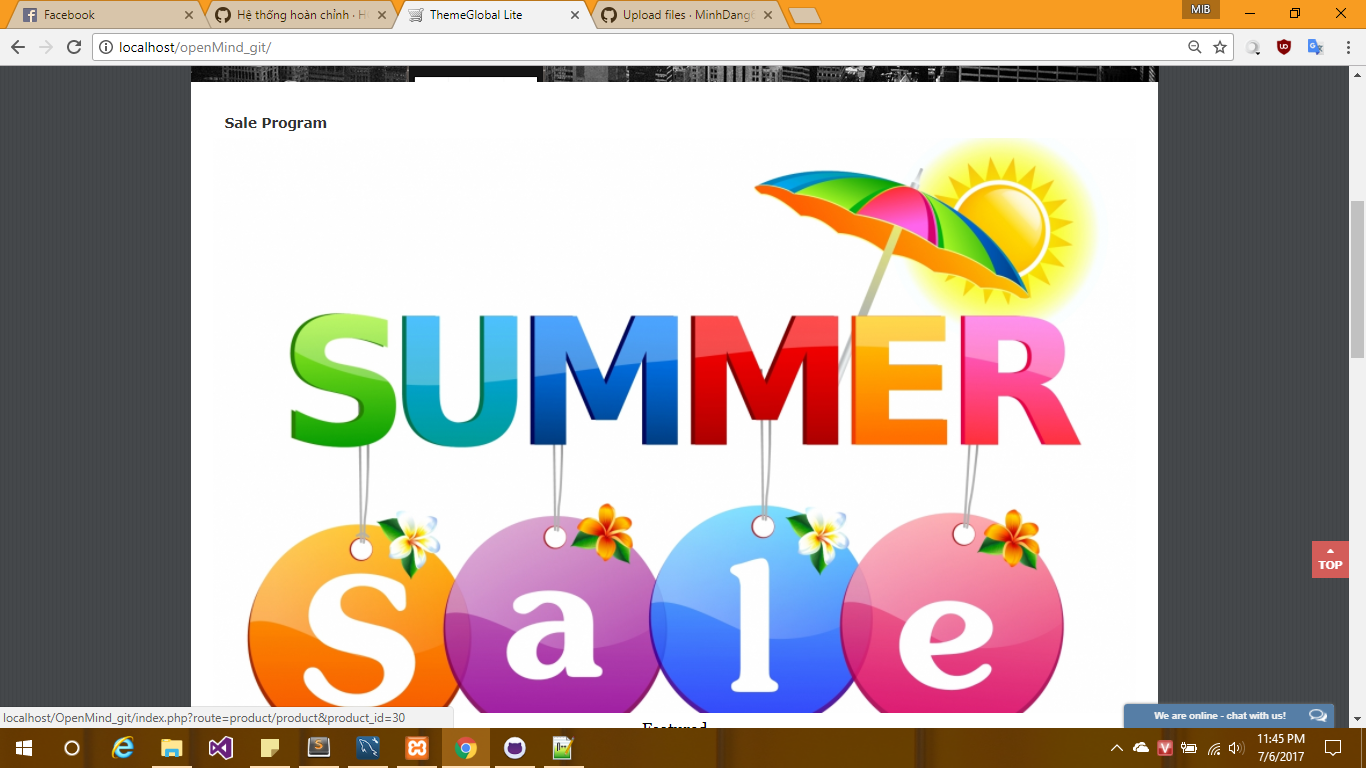 Facebook
Hệ thống hoàn chỉnh · H
ThemeGlobal Lite
Upload files · MinhDang
MIB
localhost/openMind_git/
Sale Program
SUMMER
Sale
TOP
localhost/OpenMind_git/index.php?route=product/product&product_id=30
Featured
We are online - chat with us!
11:45 PM
7/6/2017